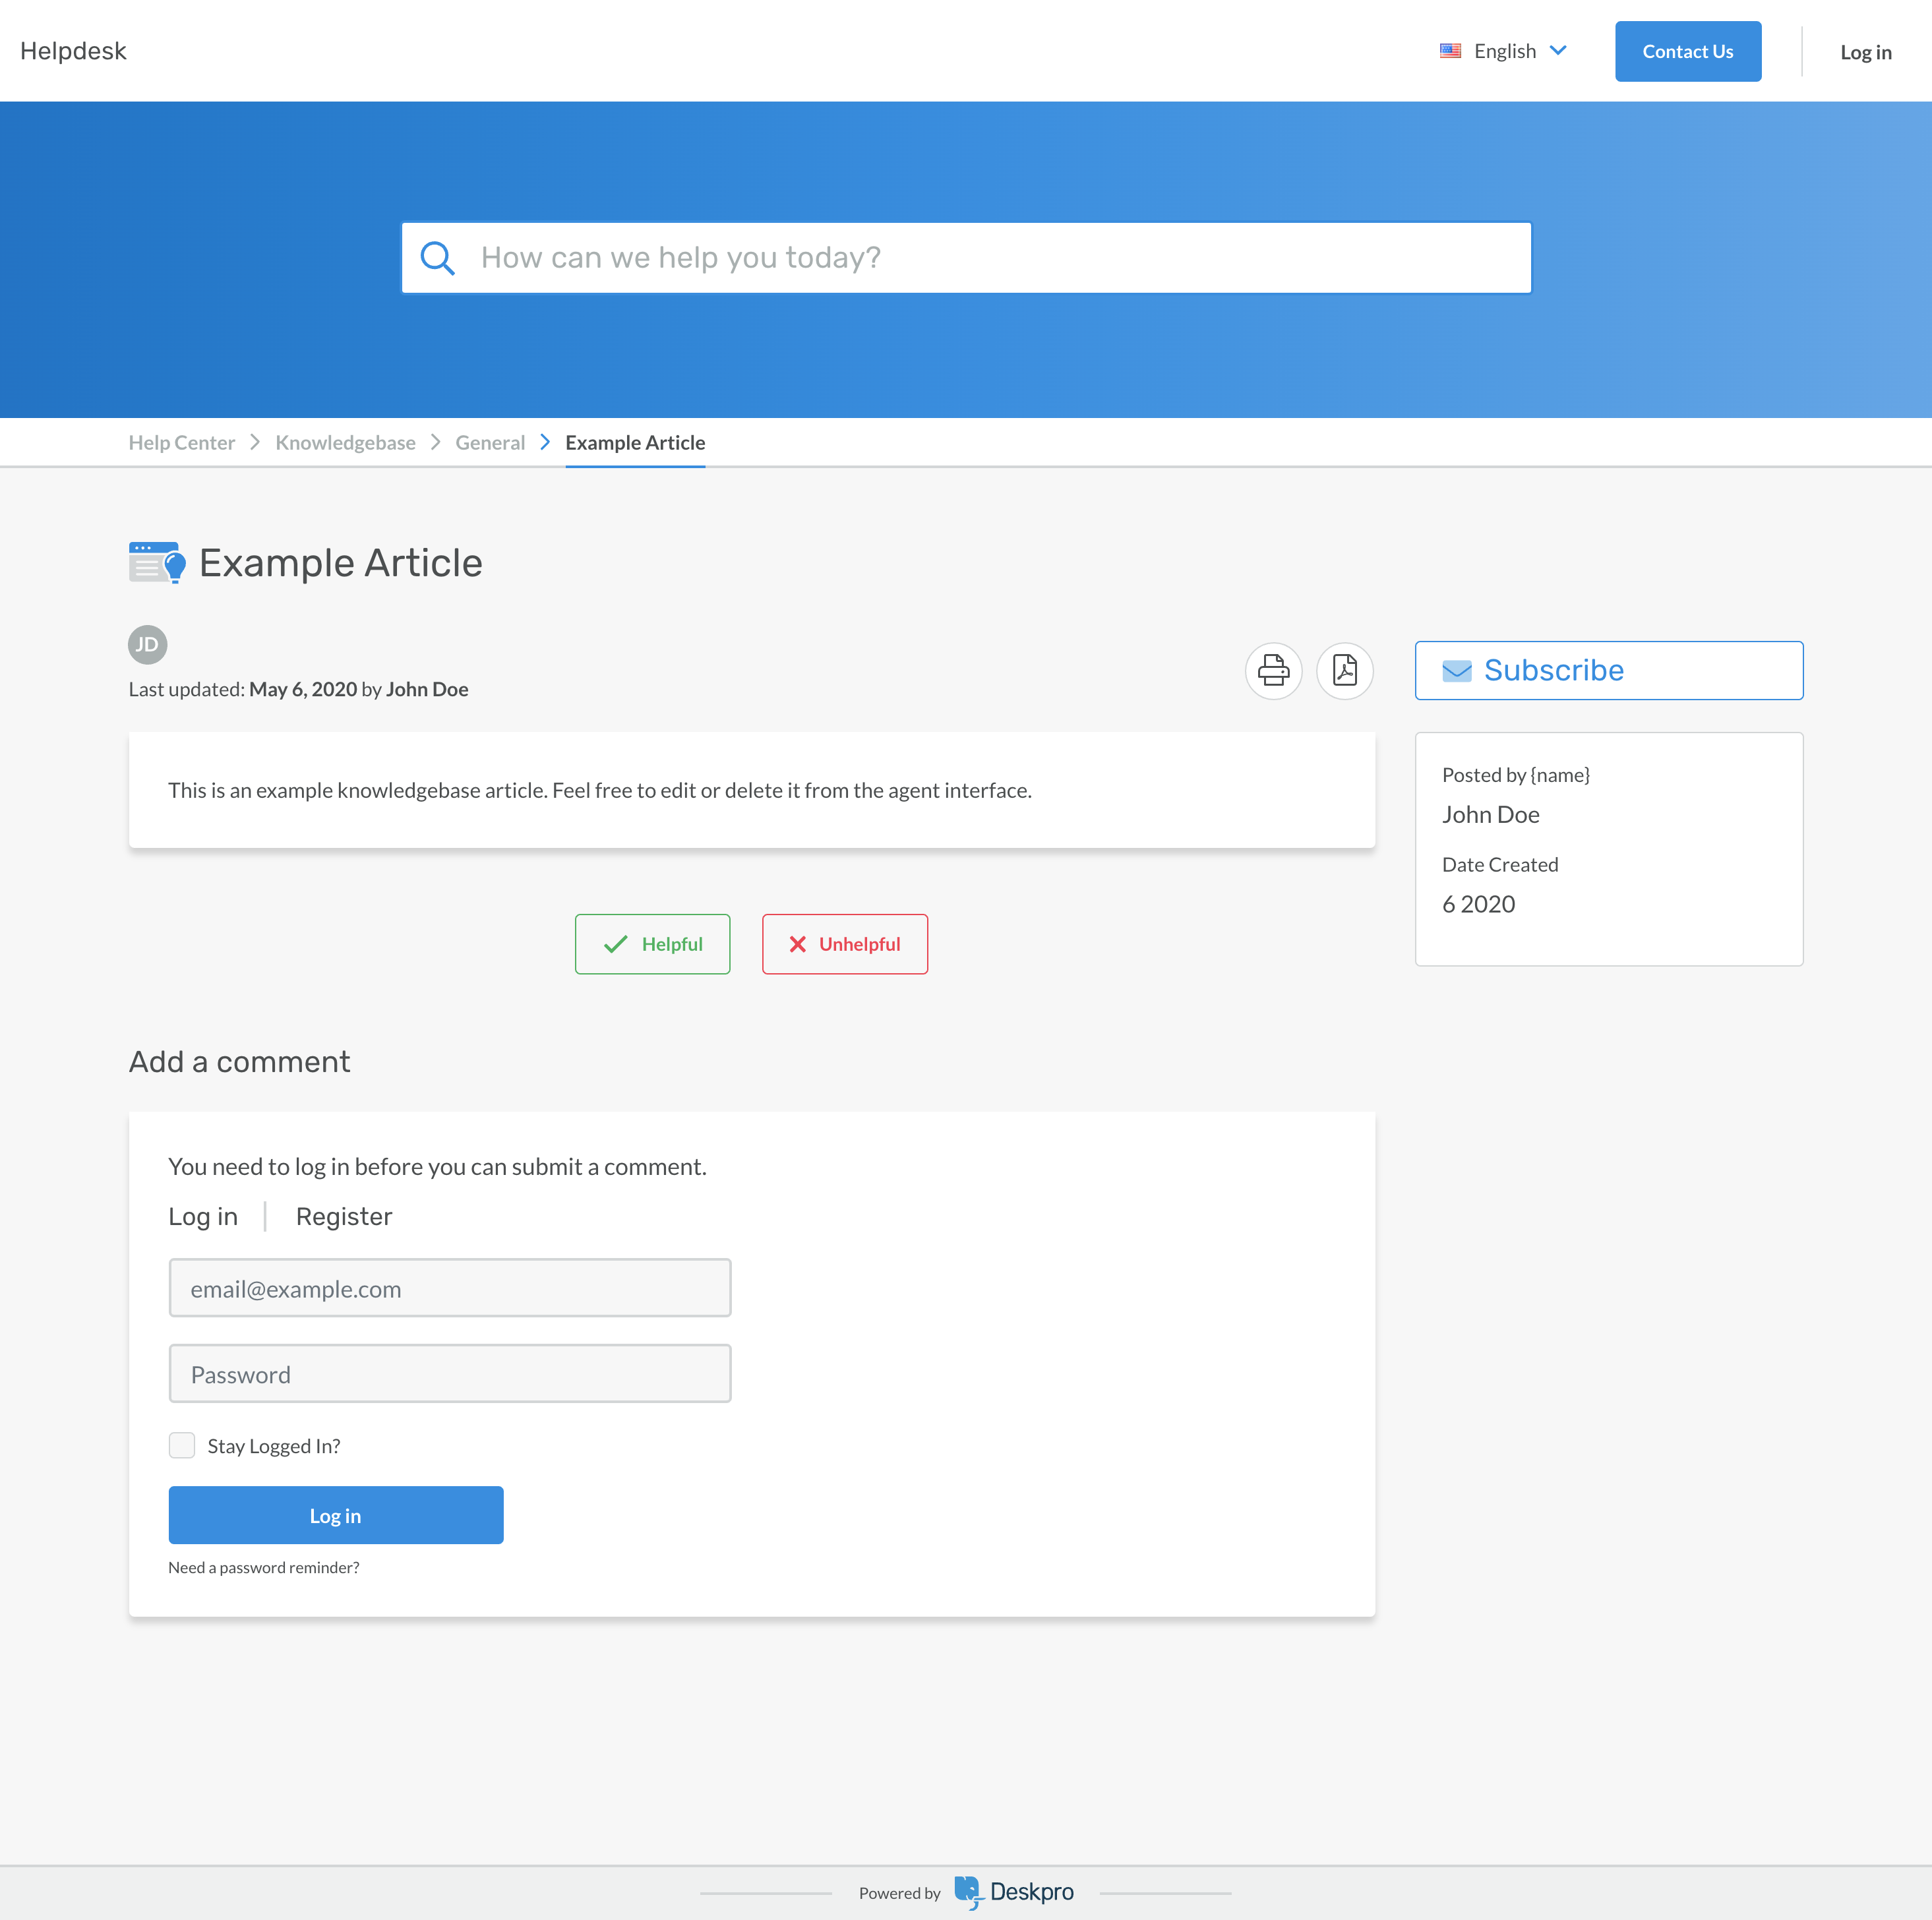 Helpdesk
English
Contact Us
Log in
How can we help you today?
Help Center > Knowledgebase > General > Example Article
Example Article
JD
Last updated: May 6, 2020 by John Doe
Subscribe
This is an example knowledgebase article. Feel free to edit or delete it from the agent interface.
Posted by {name}
John Doe
Date Created
6 2020
Helpful
Unhelpful
Add a comment
You need to log in before you can submit a comment.
Log in | Register
email@example.com
Password
Stay Logged In?
Log in
Need a password reminder?
Powered by Deskpro